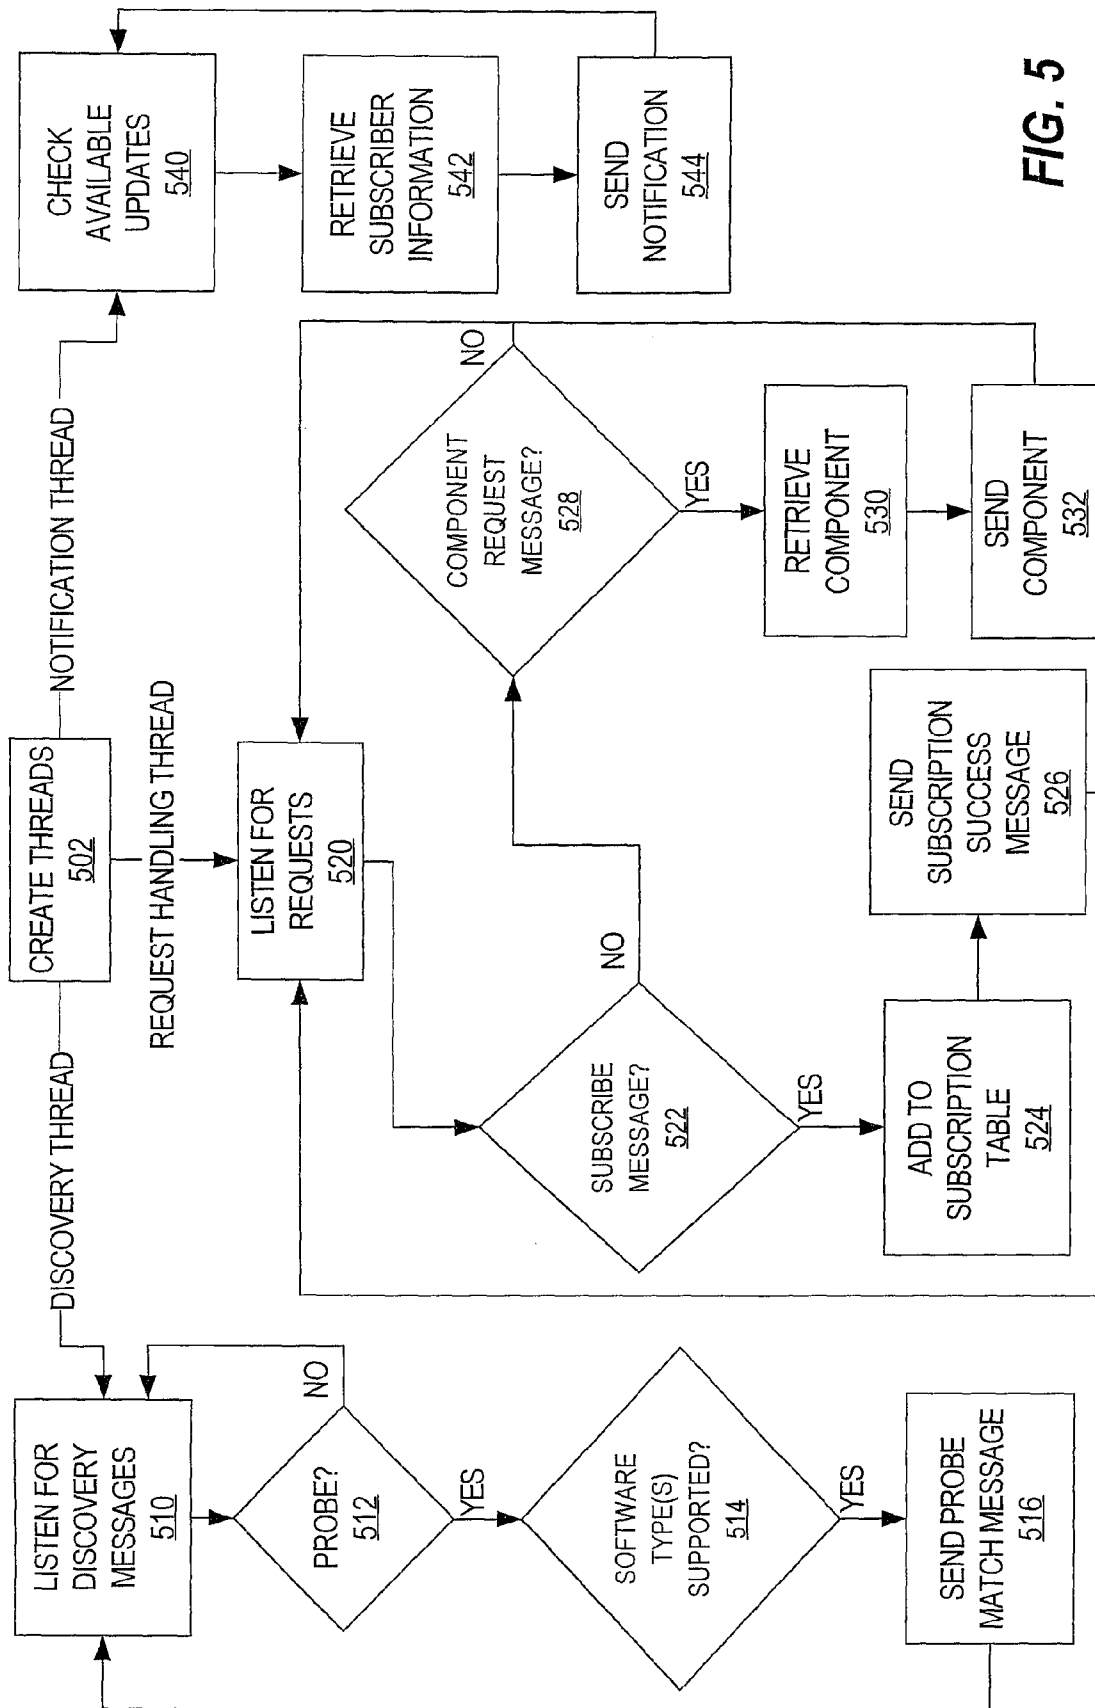 CREATE THREADS
502
DISCOVERY THREAD
REQUEST HANDLING THREAD
NOTIFICATION THREAD
LISTEN FOR
DISCOVERY
MESSAGES
510
PROBE?
512
NO
YES
SOFTWARE
TYPE(S)
SUPPORTED?
514
YES
SEND PROBE
MATCH MESSAGE
516
LISTEN FOR
REQUESTS
520
SUBSCRIBE
MESSAGE?
522
NO
YES
ADD TO
SUBSCRIPTION
TABLE
524
SEND
SUBSCRIPTION
SUCCESS
MESSAGE
526
COMPONENT
REQUEST
MESSAGE?
528
NO
YES
RETRIEVE
COMPONENT
530
SEND
COMPONENT
532
CHECK
AVAILABLE
UPDATES
540
RETRIEVE
SUBSCRIBER
INFORMATION
542
SEND
NOTIFICATION
544
FIG. 5